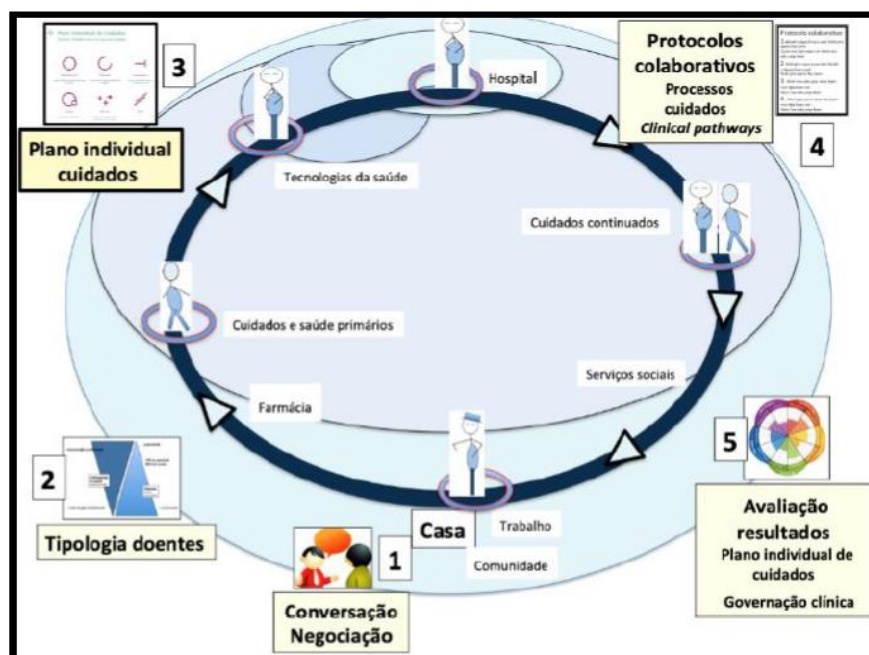 3
Plano individual
cuidados
Hospital
Protocolos
colaborativos
Processos
cuidados
Clinical pathways
Protocolo colaborativo
4
Tecnologias da saúde
Cuidados continuados
Cuidados e saúde primários
Serviços sociais
Farmácia
2
Tipologia doentes
5
Avaliação
resultados
Plano individual de
cuidados
Governação clínica
Casa
Trabalho
Comunidade
1
Conversação
Negociação